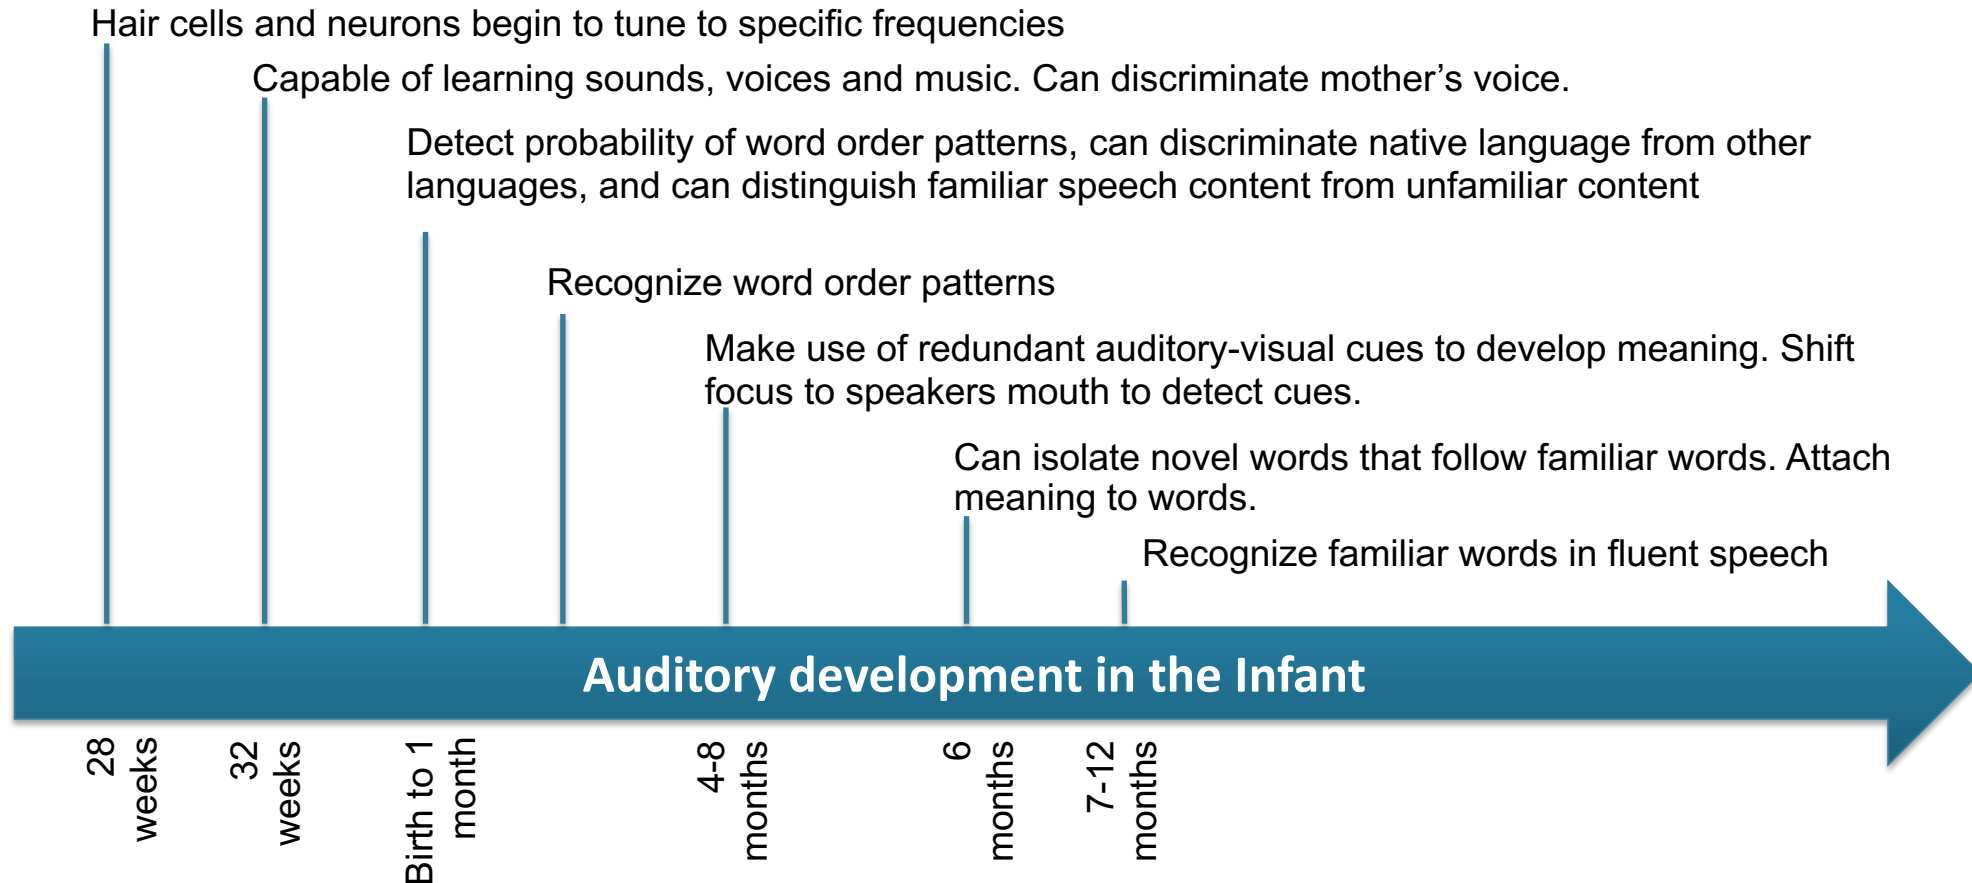 Hair cells and neurons begin to tune to specific frequencies
Capable of learning sounds, voices and music. Can discriminate mother’s voice.
Detect probability of word order patterns, can discriminate native language from other
languages, and can distinguish familiar speech content from unfamiliar content
Recognize word order patterns
Make use of redundant auditory-visual cues to develop meaning. Shift
focus to speakers mouth to detect cues.
Can isolate novel words that follow familiar words. Attach
meaning to words.
Recognize familiar words in fluent speech
Auditory development in the Infant
28
weeks
32
weeks
Birth to 1
month
4-8
months
6
months
7-12
months